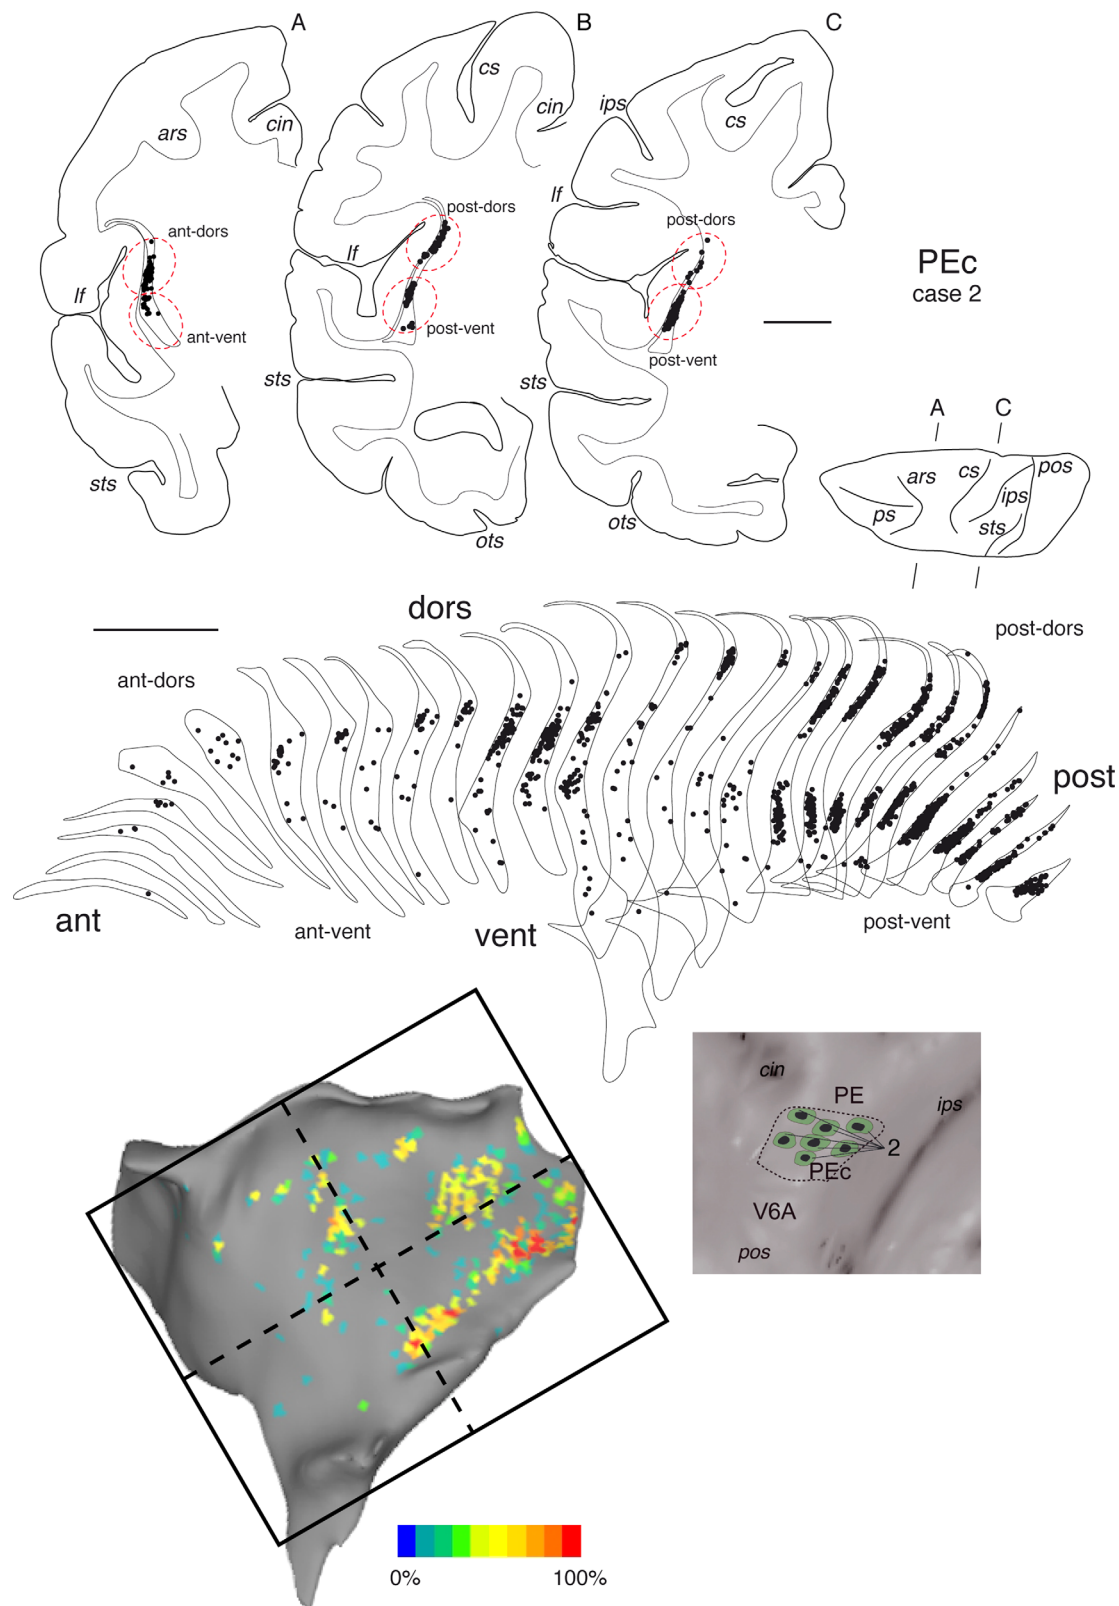 A
B
C
cs
ips
cin
ars
cin
cs
lf
post-dors
post-dors
ant-dors
lf
PEc
case 2
lf
ant-vent
post-vent
post-vent
sts
sts
A
C
ars
cs
pos
ips
ps
sts
sts
ots
ots
dors
post-dors
ant-dors
post
ant
ant-vent
vent
post-vent
cin
PE
ips
2
PEc
V6A
pos
0%
100%